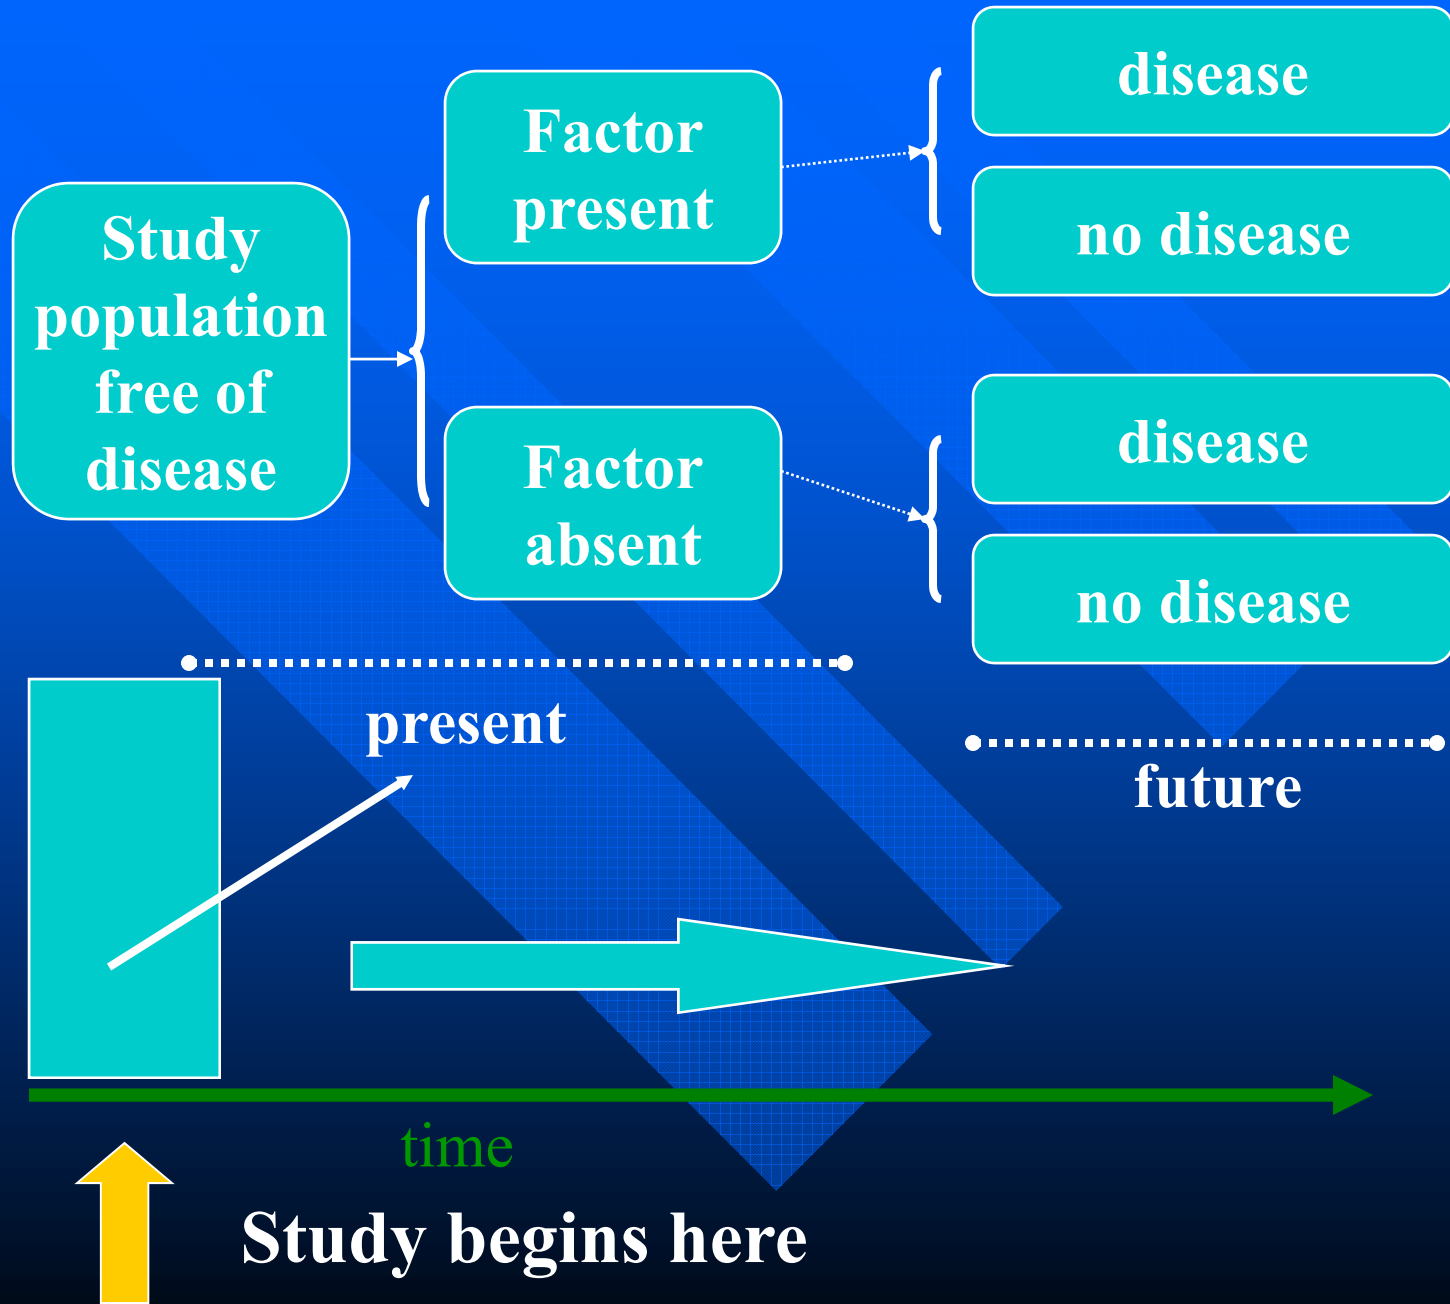 Study
population
free of
disease
Factor
present
Factor
absent
disease
no disease
disease
no disease
present
future
time
Study begins here